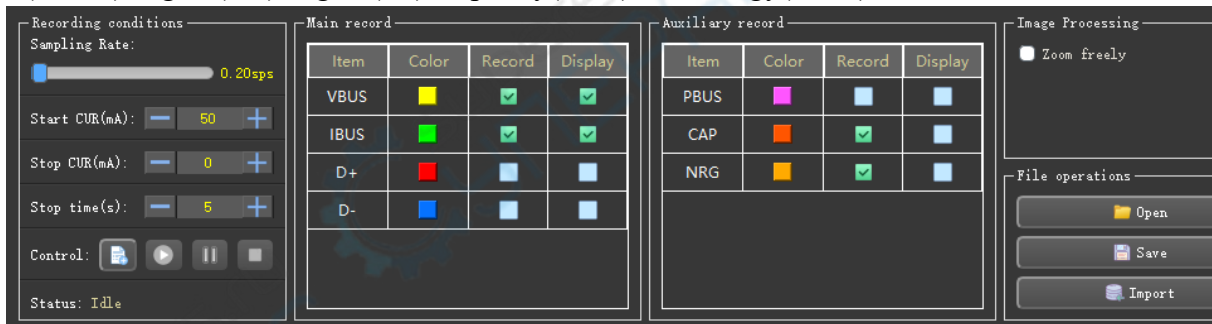 Recording conditions
Sampling Rate:
0.20sps
Start CUR(mA): 50
Stop CUR(mA): 0
Stop time(s): 5
Control:
Status: Idle
Main record
Item Color Record Display
VBUS
IBUS
D+
D-
Auxiliary record
Item Color Record Display
PBUS
CAP
NRG
Image Processing
Zoom freely
File operations
Open
Save
Import